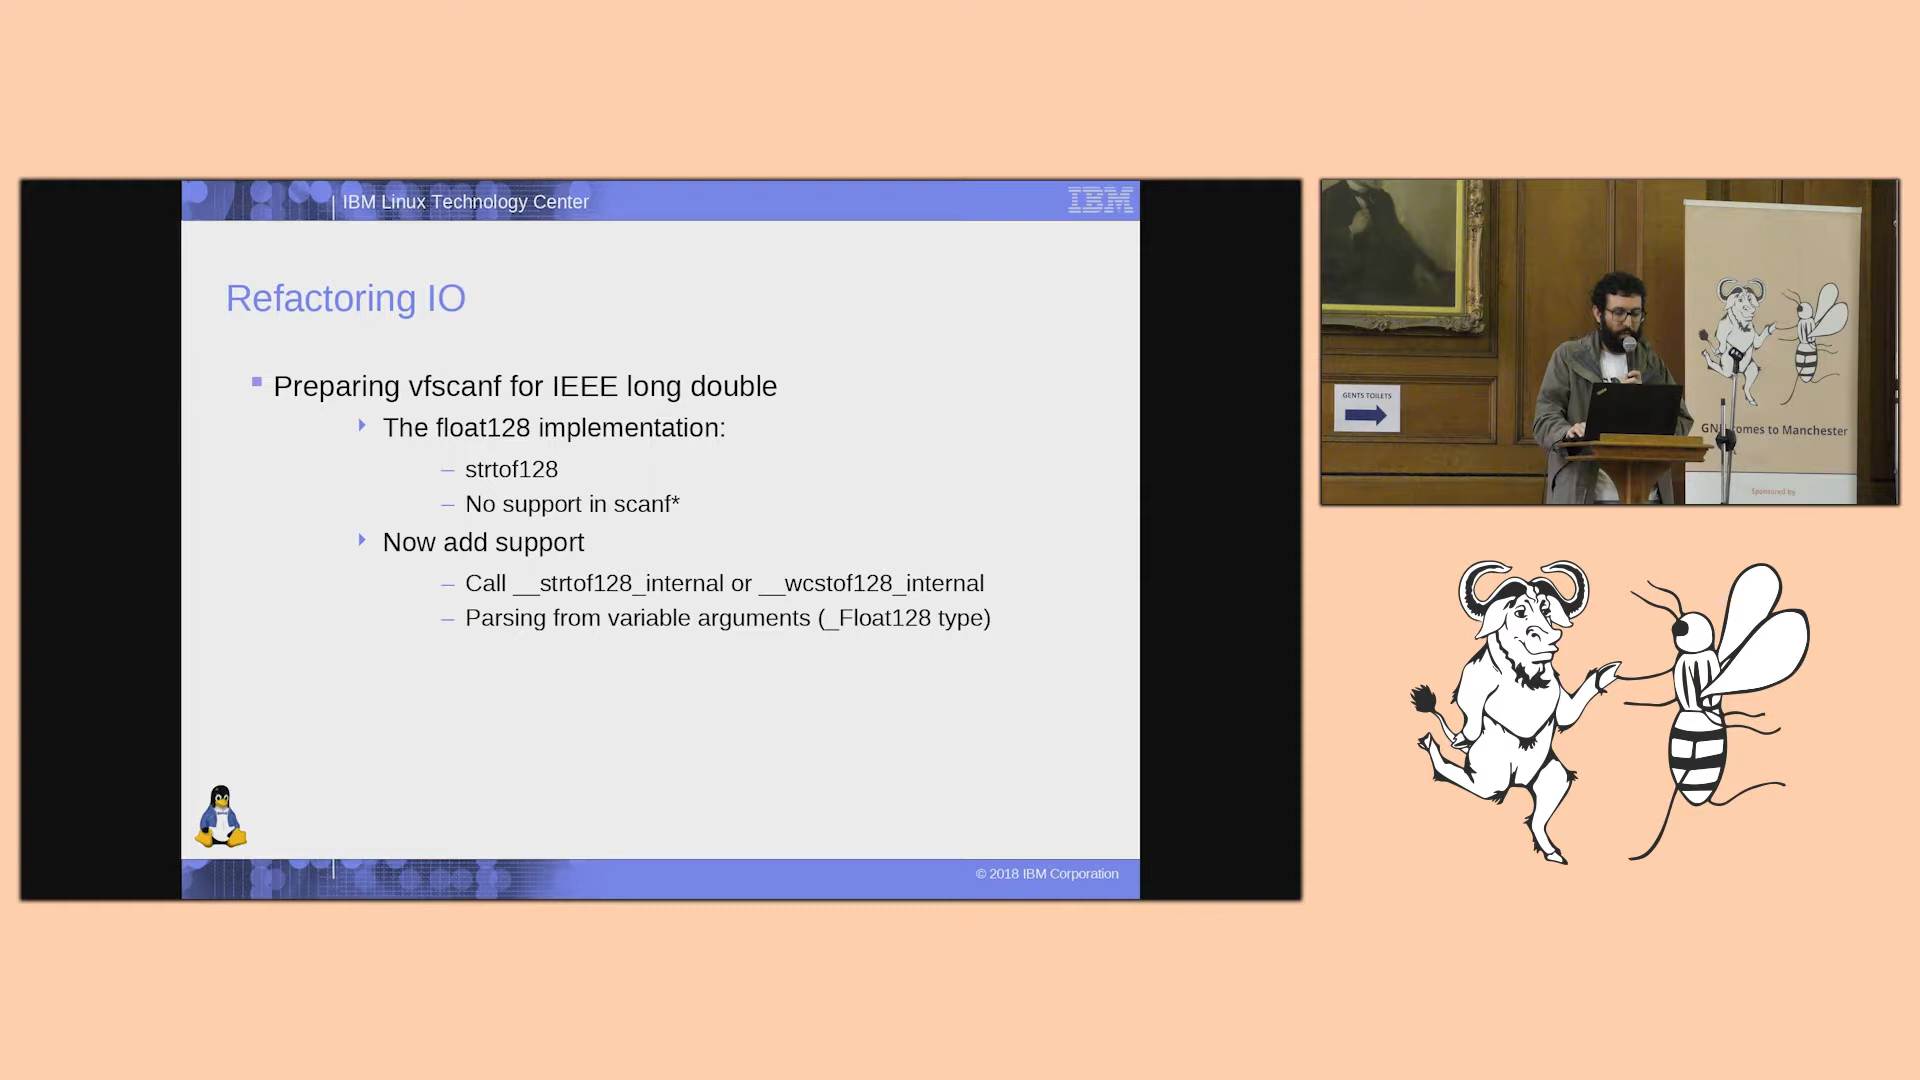 IBM Linux Technology Center
IBM
Refactoring IO
Preparing vfscanf for IEEE long double
The float128 implementation:
– strtof128
– No support in scanf*
Now add support
– Call __strtof128_internal or __wcstof128_internal
– Parsing from variable arguments (_Float128 type)
© 2018 IBM Corporation
GENTS TOILETS
to Manchester
Sponsored by